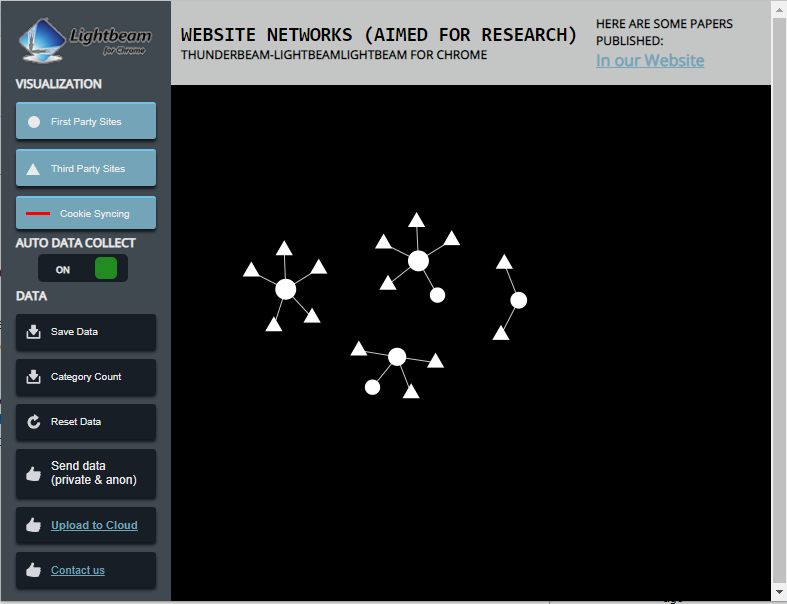 Lightbeam
for Chrome
VISUALIZATION
First Party Sites
Third Party Sites
Cookie Syncing
AUTO DATA COLLECT
ON
DATA
Save Data
Category Count
Reset Data
Send data
(private & anon)
Upload to Cloud
Contact us
WEBSITE NETWORKS (AIMED FOR RESEARCH)
THUNDERBEAM-LIGHTBEAMLIGHTBEAM FOR CHROME
HERE ARE SOME PAPERS
PUBLISHED:
In our Website